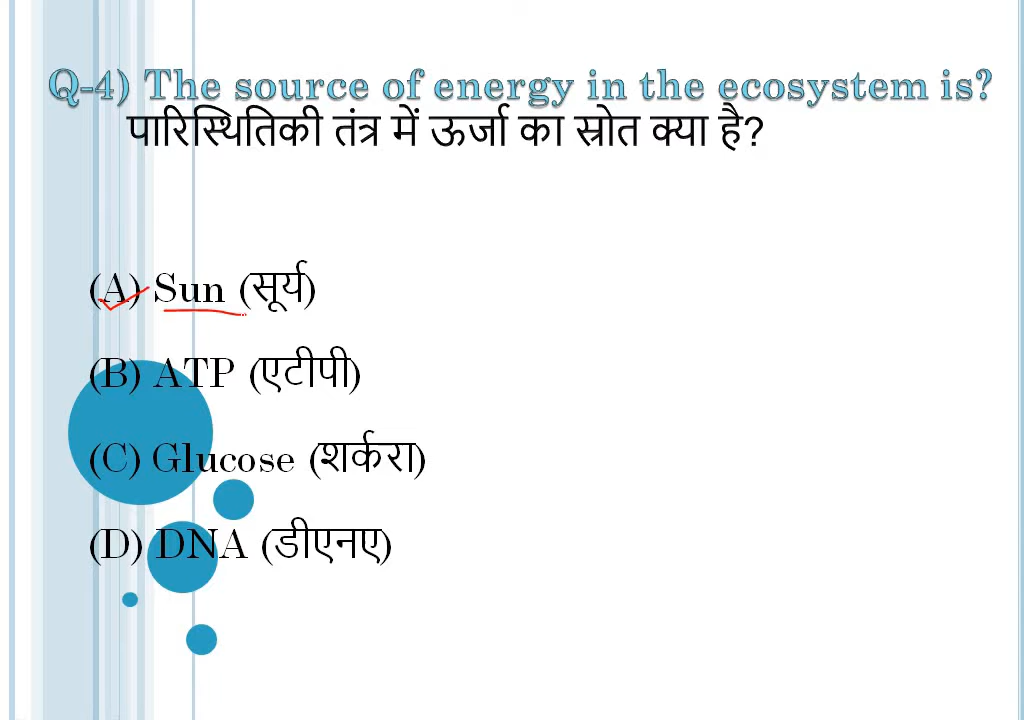 Q-4) The source of energy in the ecosystem is?
पारिस्थितिकी तंत्र में ऊर्जा का स्रोत क्या है?
(A) Sun (सूर्य)
(B) ATP (एटीपी)
(C) Glucose (शर्करा)
(D) DNA (डीएनए)